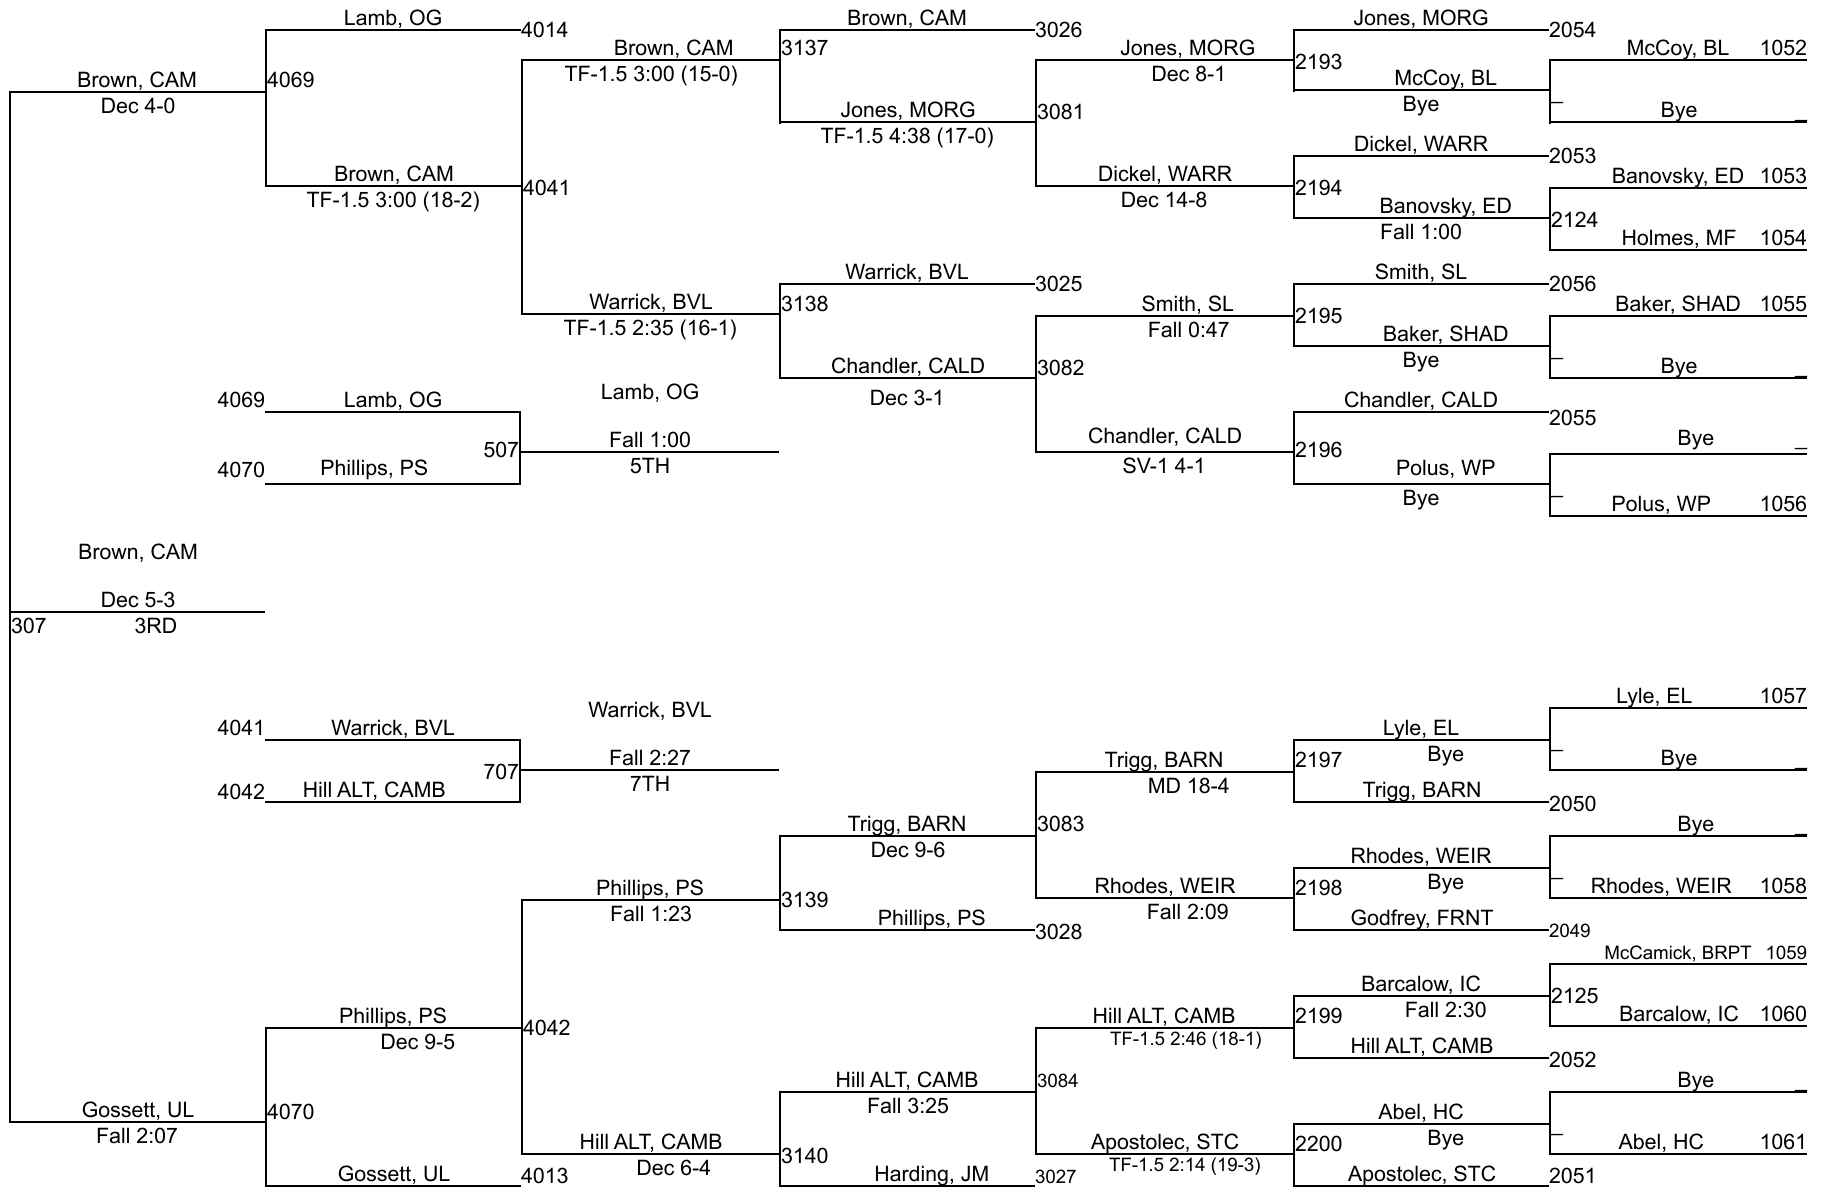 Lamb, OG
4014
Brown, CAM
Dec 4-0
4069
Brown, CAM
TF-1.5 3:00 (18-2)
Brown, CAM
TF-1.5 3:00 (15-0)
4041
Warrick, BVL
TF-1.5 2:35 (16-1)
Brown, CAM
3026
3137
Jones, MORG
TF-1.5 4:38 (17-0)
Warrick, BVL
3025
3138
Chandler, CALD
Dec 3-1
Jones, MORG
Dec 8-1
3081
Dickel, WARR
Dec 14-8
Smith, SL
Fall 0:47
3082
Chandler, CALD
SV-1 4-1
Jones, MORG
2054
2193
McCoy, BL
Bye
Dickel, WARR
2053
2194
Banovsky, ED
Fall 1:00
Smith, SL
2056
2195
Baker, SHAD
Bye
Chandler, CALD
2055
2196
Polus, WP
Bye
McCoy, BL 1052
_
Bye _
Banovsky, ED 1053
2124
Holmes, MF 1054
Baker, SHAD 1055
_
Bye _
Bye _
_
Polus, WP 1056
4069 Lamb, OG
507
4070 Phillips, PS
Lamb, OG
Fall 1:00
5TH
Brown, CAM
Dec 5-3
307 3RD
4041 Warrick, BVL
707
4042 Hill ALT, CAMB
Warrick, BVL
Fall 2:27
7TH
Gossett, UL
Fall 2:07
Phillips, PS
Dec 9-5
4070
Gossett, UL
4013
Phillips, PS
Fall 1:23
4042
Hill ALT, CAMB
Dec 6-4
Trigg, BARN
Dec 9-6
3139
Phillips, PS
3028
Hill ALT, CAMB
Fall 3:25
3140
Harding, JM
3027
Trigg, BARN
MD 18-4
3083
Rhodes, WEIR
Fall 2:09
Hill ALT, CAMB
TF-1.5 2:46 (18-1)
3084
Apostolec, STC
TF-1.5 2:14 (19-3)
Lyle, EL
Bye
2197
Trigg, BARN
2050
Rhodes, WEIR
Bye
2198
Godfrey, FRNT
2049
Barcalow, IC
Fall 2:30
2199
Hill ALT, CAMB
2052
Abel, HC
Bye
2200
Apostolec, STC
2051
Lyle, EL 1057
_
Bye _
Bye _
_
Rhodes, WEIR 1058
McCamick, BRPT 1059
2125
Barcalow, IC 1060
Bye _
_
Abel, HC 1061